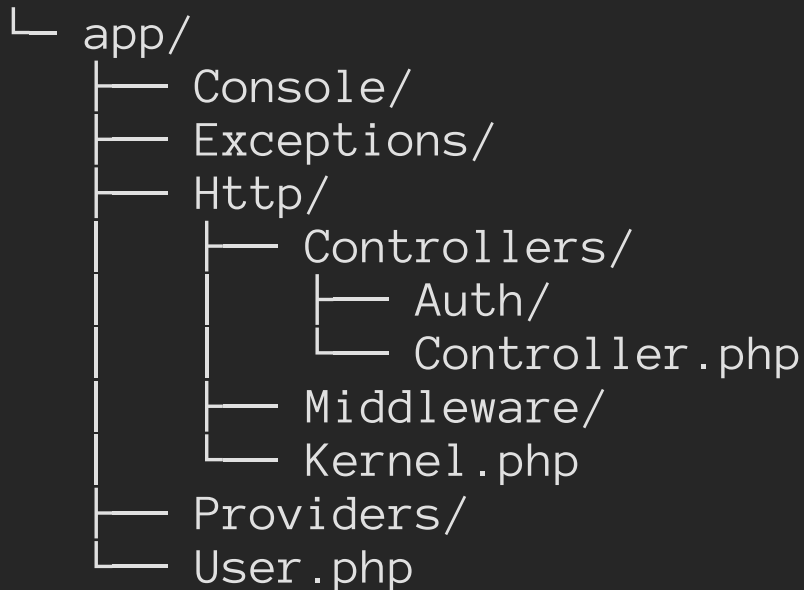 └─ app/
├── Console/
├── Exceptions/
├── Http/
│   ├── Controllers/
│   │   ├── Auth/
│   │   └── Controller.php
│   ├── Middleware/
│   └── Kernel.php
├── Providers/
└── User.php